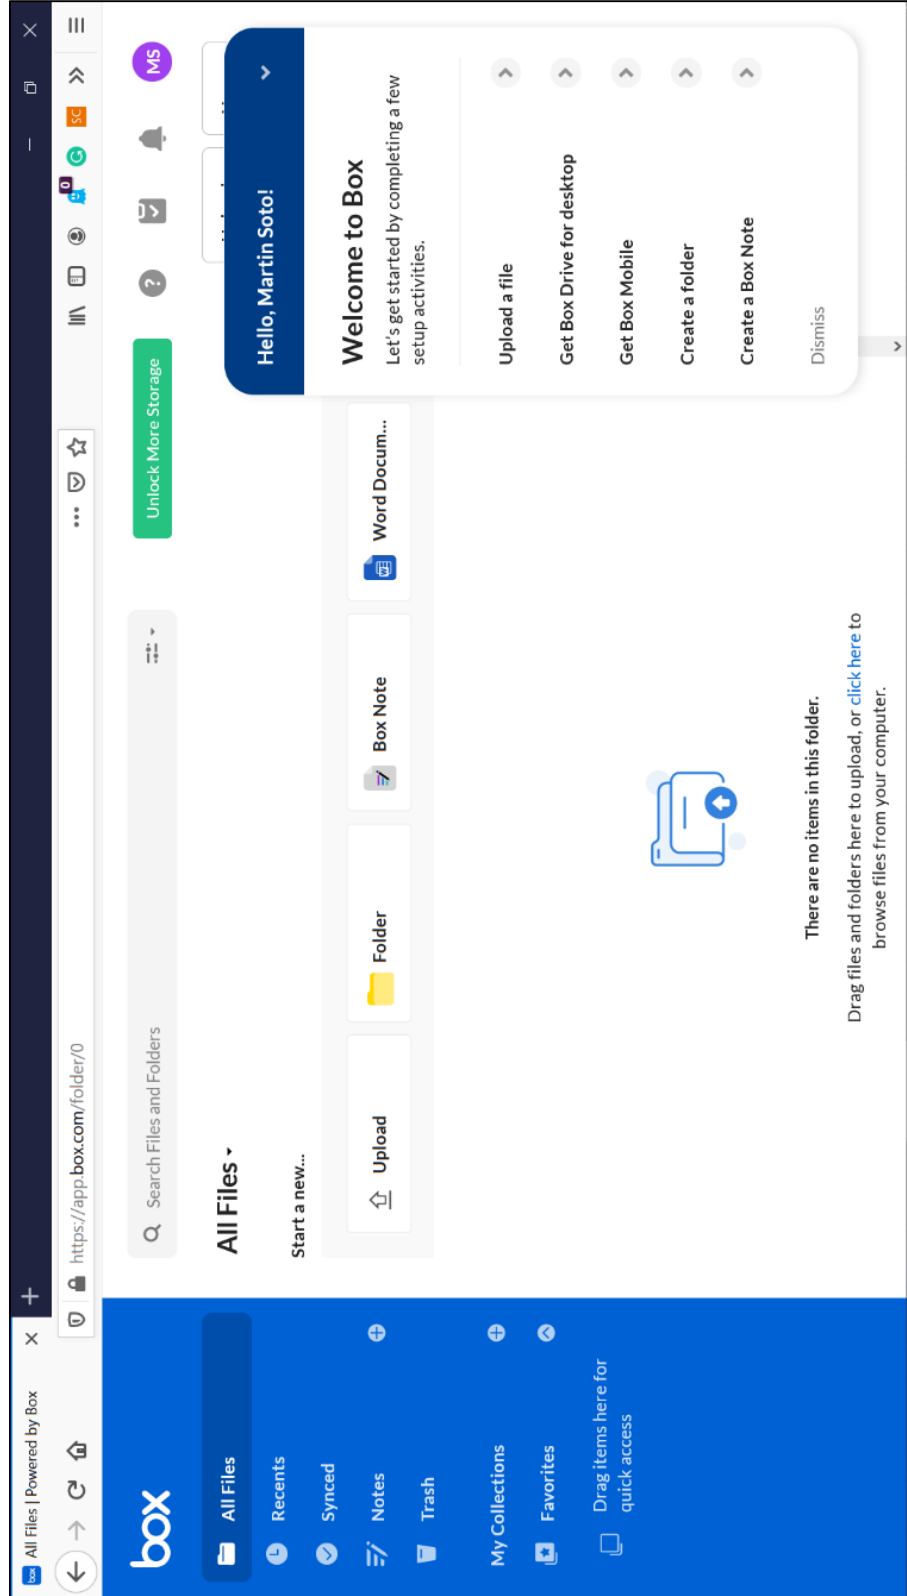 box All Files | Powered by Box
https://app.box.com/folder/0
0
SC
box
Search Files and Folders
Unlock More Storage
?
MS
All Files
Recents
Synced
Notes
Trash
My Collections
Favorites
Drag items here for
quick access
All Files
Start a new...
Upload
Folder
Box Note
Word Docum...
There are no items in this folder.
Drag files and folders here to upload, or click here to
browse files from your computer.
Hello, Martin Soto!
Welcome to Box
Let's get started by completing a few
setup activities.
Upload a file
Get Box Drive for desktop
Get Box Mobile
Create a folder
Create a Box Note
Dismiss